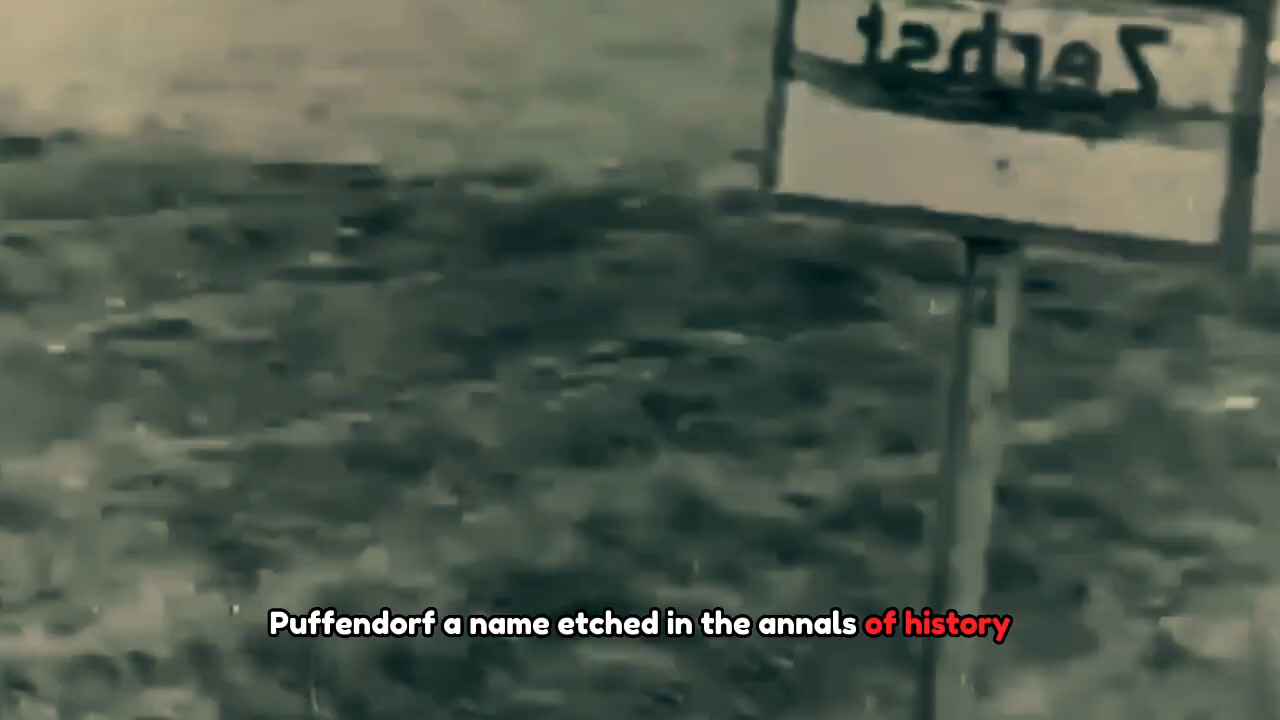 Zerbst
Puffendorf a name etched in the annals of history